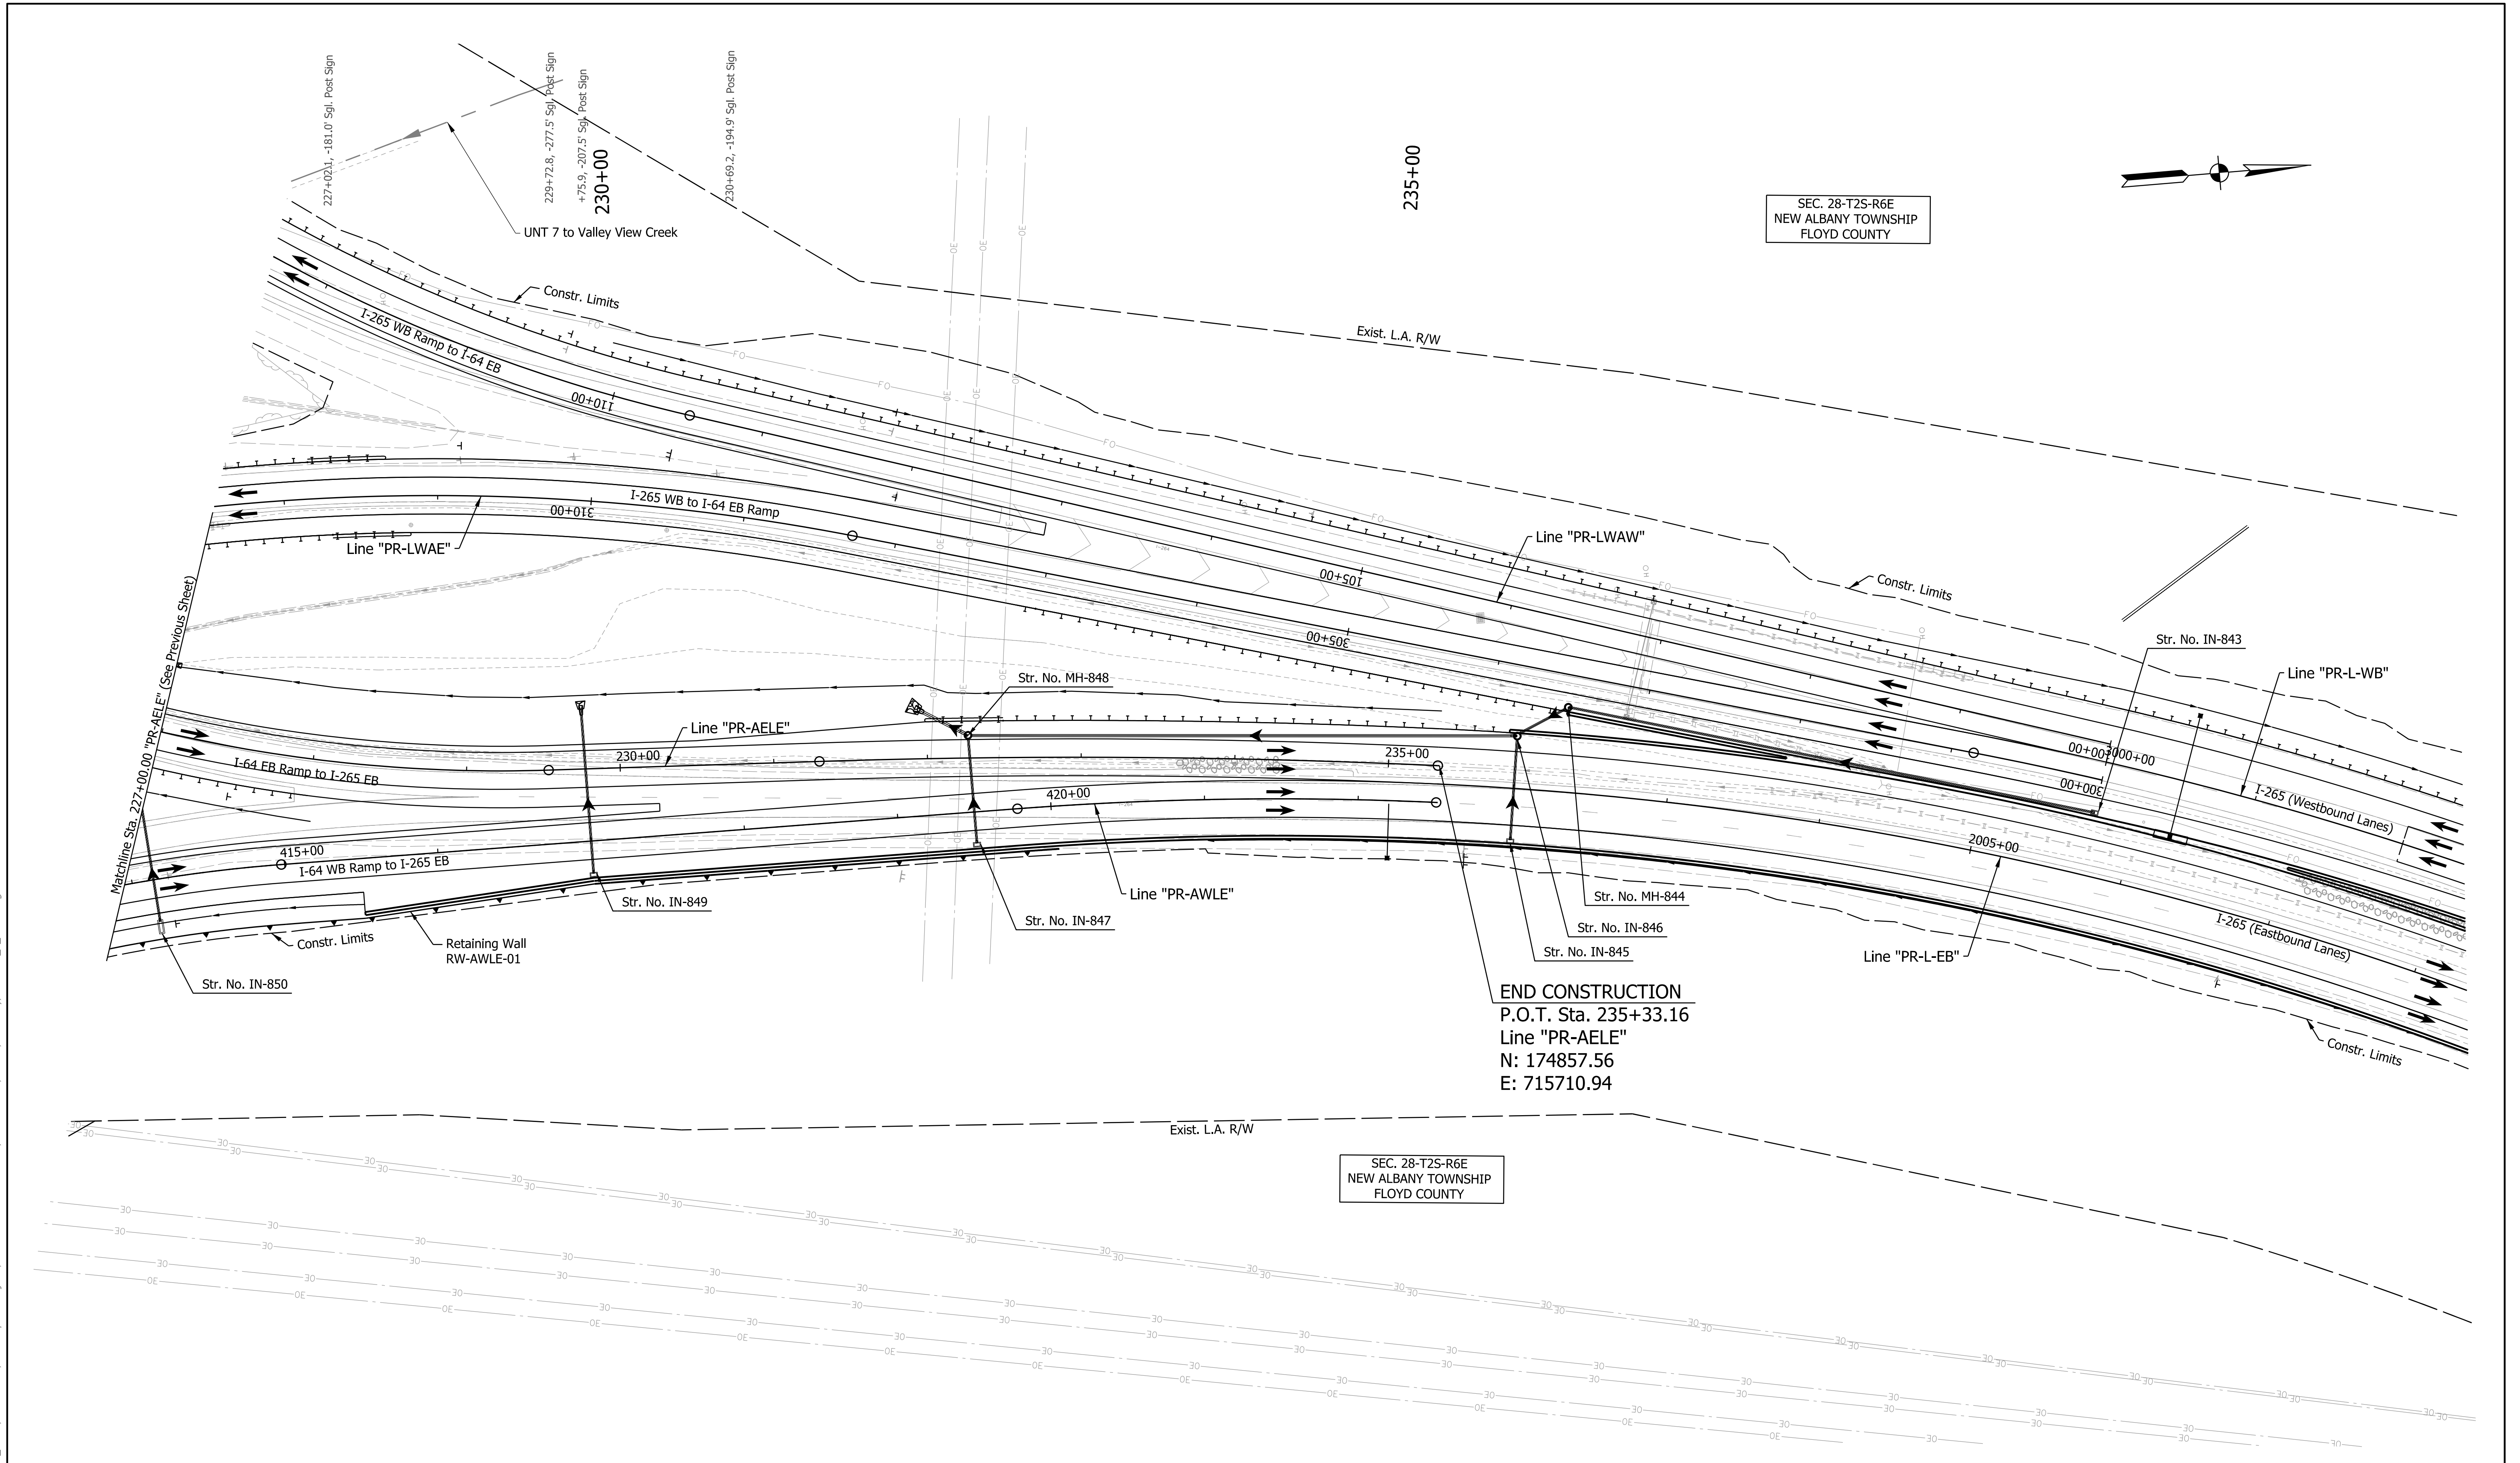 227+02.1, -181.0' Sgl. Post Sign
229+72.8, -277.5' Sgl. Post Sign
+75.9, -207.5' Sgl. Post Sign
230+00
230+69.2, -194.9' Sgl. Post Sign
235+00
SEC. 28-T2S-R6E
NEW ALBANY TOWNSHIP
FLOYD COUNTY
UNT 7 to Valley View Creek
Constr. Limits
Exist. L.A. R/W
I-265 WB Ramp to I-64 EB
110+00
I-265 WB to I-64 EB Ramp
310+00
Line "PR-LWAE"
Line "PR-LWAW"
105+00
305+00
Constr. Limits
Str. No. IN-843
Line "PR-L-WB"
Matchline Sta. 227+00.00 "PR-AELE" (See Previous Sheet)
Str. No. MH-848
Line "PR-AELE"
230+00
235+00
I-64 EB Ramp to I-265 EB
420+00
300+00
3000+00
I-265 (Westbound Lanes)
415+00
I-64 WB Ramp to I-265 EB
2005+00
Line "PR-AWLE"
Str. No. IN-849
Str. No. IN-847
Str. No. MH-844
Str. No. IN-846
Str. No. IN-845
I-265 (Eastbound Lanes)
Line "PR-L-EB"
Constr. Limits
Retaining Wall
RW-AWLE-01
Str. No. IN-850
END CONSTRUCTION
P.O.T. Sta. 235+33.16
Line "PR-AELE"
N: 174857.56
E: 715710.94
Constr. Limits
Exist. L.A. R/W
SEC. 28-T2S-R6E
NEW ALBANY TOWNSHIP
FLOYD COUNTY